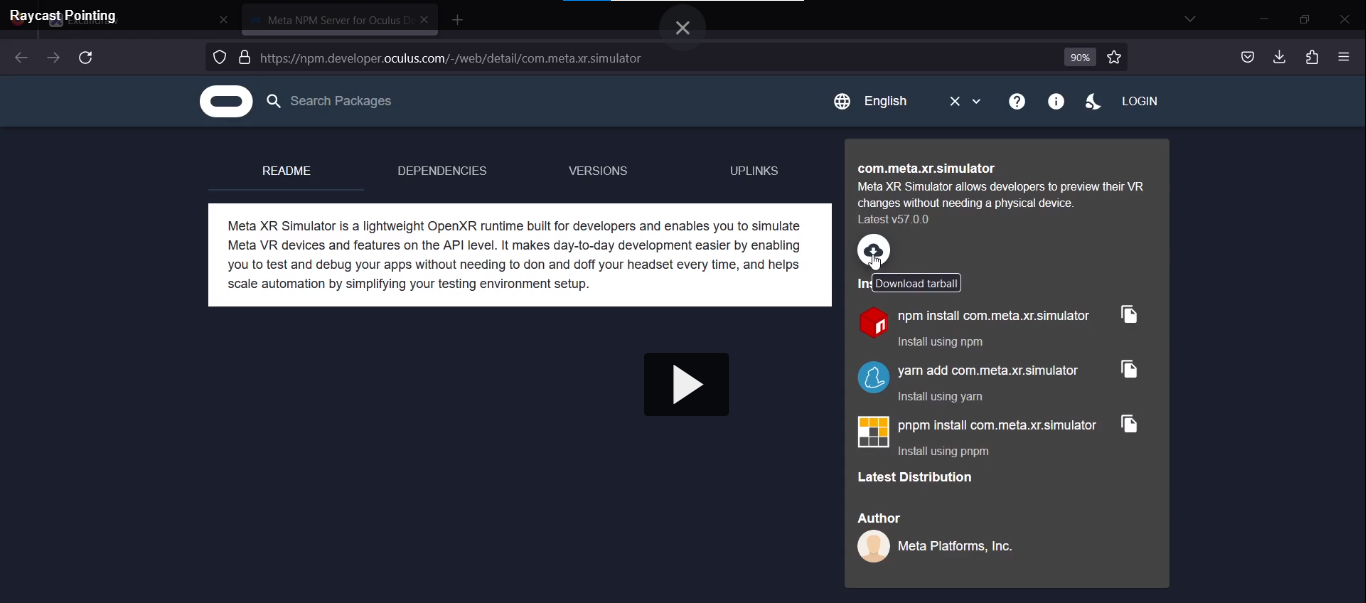 Raycast Pointing
Meta NPM Server for Oculus De
https://npm.developer.oculus.com/-/web/detail/com.meta.xr.simulator
90%
Search Packages
English
LOGIN
README
DEPENDENCIES
VERSIONS
UPLINKS
Meta XR Simulator is a lightweight OpenXR runtime built for developers and enables you to simulate
Meta VR devices and features on the API level. It makes day-to-day development easier by enabling
you to test and debug your apps without needing to don and doff your headset every time, and helps
scale automation by simplifying your testing environment setup.
com.meta.xr.simulator
Meta XR Simulator allows developers to preview their VR
changes without needing a physical device.
Latest v57.0.0
Download tarball
npm install com.meta.xr.simulator
Install using npm
yarn add com.meta.xr.simulator
Install using yarn
pnpm install com.meta.xr.simulator
Install using pnpm
Latest Distribution
Author
Meta Platforms, Inc.